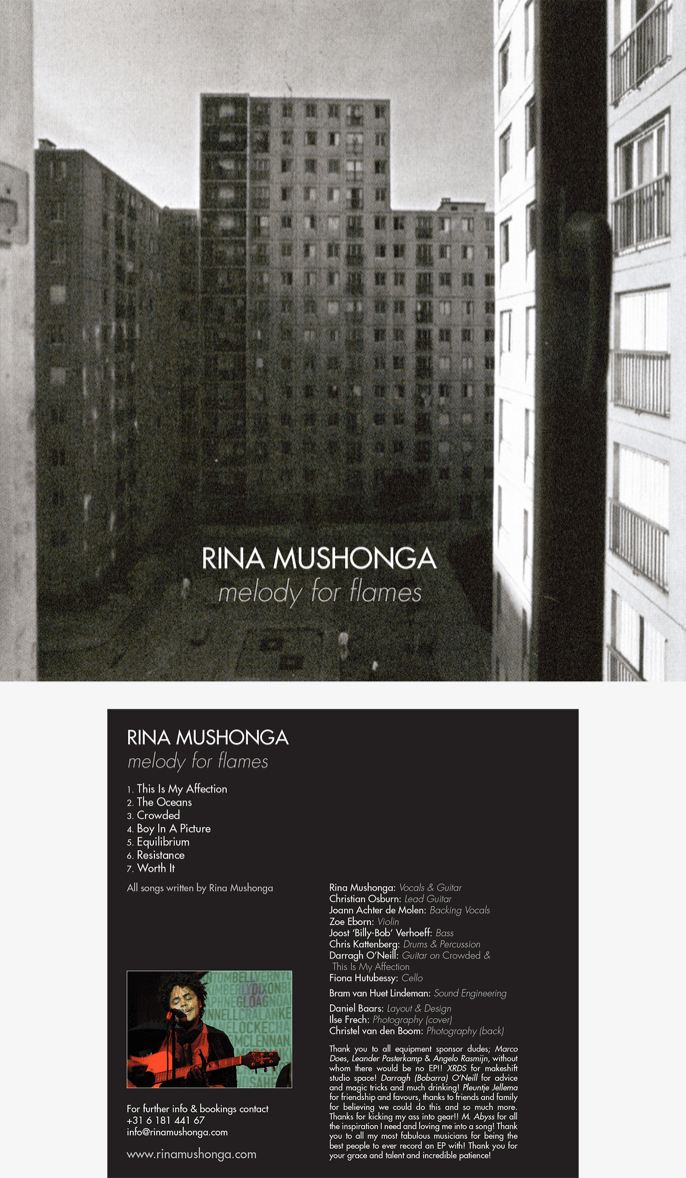 RINA MUSHONGA
melody for flames
RINA MUSHONGA
melody for flames
1. This Is My Affection
2. The Oceans
3. Crowded
4. Boy In A Picture
5. Equilibrium
6. Resistance
7. Worth It
All songs written by Rina Mushonga
Rina Mushonga: Vocals & Guitar
Christian Osburn: Lead Guitar
Joann Achter de Molen: Backing Vocals
Zoe Eborn: Violin
Joost ‘Billy-Bob’ Verhoeff: Bass
Chris Kattenberg: Drums & Percussion
Darragh O’Neill: Guitar on Crowded &
This Is My Affection
Fiona Hutubessy: Cello
Bram van Huet Lindeman: Sound Engineering
Daniel Baars: Layout & Design
Ilse Frech: Photography (cover)
Christel van den Boom: Photography (back)
Thank you to all equipment sponsor dudes; Marco
Does, Leander Pasterkamp & Angelo Rasmijn, without
whom there would be no EP!! XRDS for makeshift
studio space! Darragh (Bobarra) O’Neill for advice
and magic tricks and much drinking! Pleuntje Jellema
for friendship and favours, thanks to friends and family
for believing we could do this and so much more.
Thanks for kicking my ass into gear!! M. Abyss for all
the inspiration I need and loving me into a song! Thank
you to all my most fabulous musicians for being the
best people to ever record an EP with! Thank you for
your grace and talent and incredible patience!
LYDIXON
GLOAG
NNELLCRALANKE
ELOCKECHA
MCLENNAN
For further info & bookings contact
+31 6 181 441 67
info@rinamushonga.com
www.rinamushonga.com